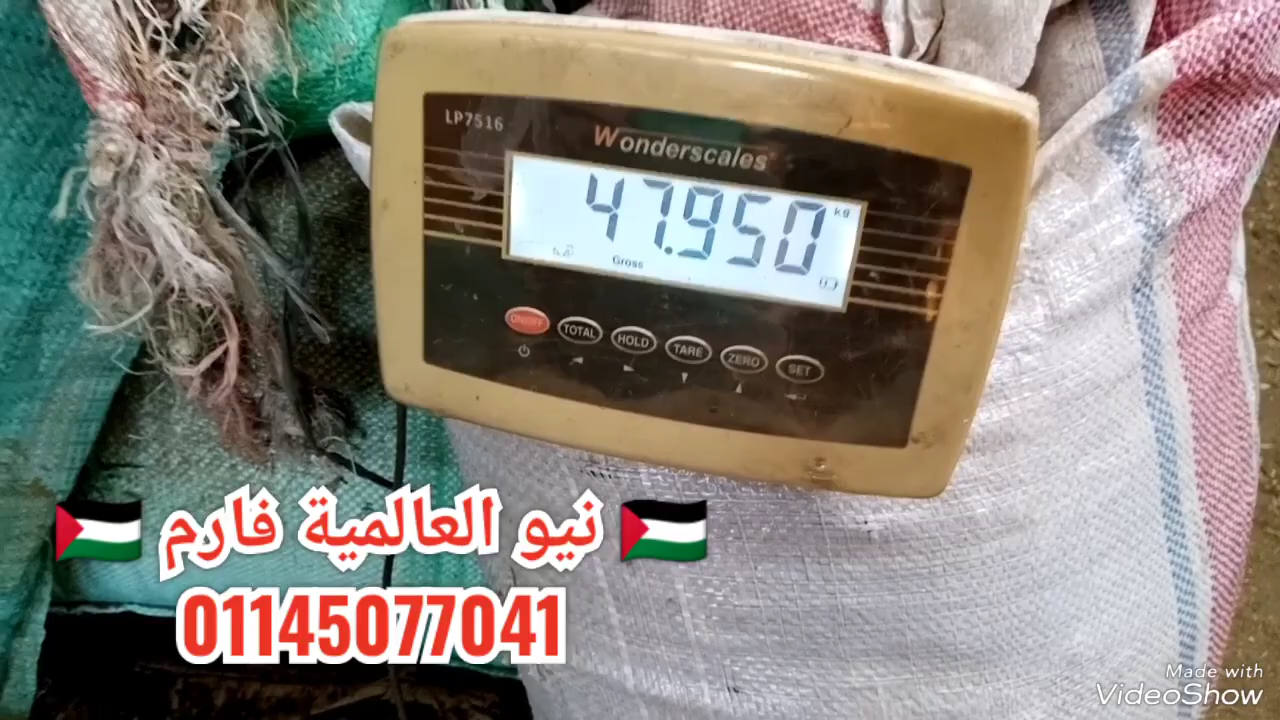 LP7516
Wonderscales
47.950 kg
Gross
ON/OFF TOTAL HOLD TARE ZERO SET
🇵🇸 نيو العالمية فارم 🇵🇸
01145077041
Made with
VideoShow